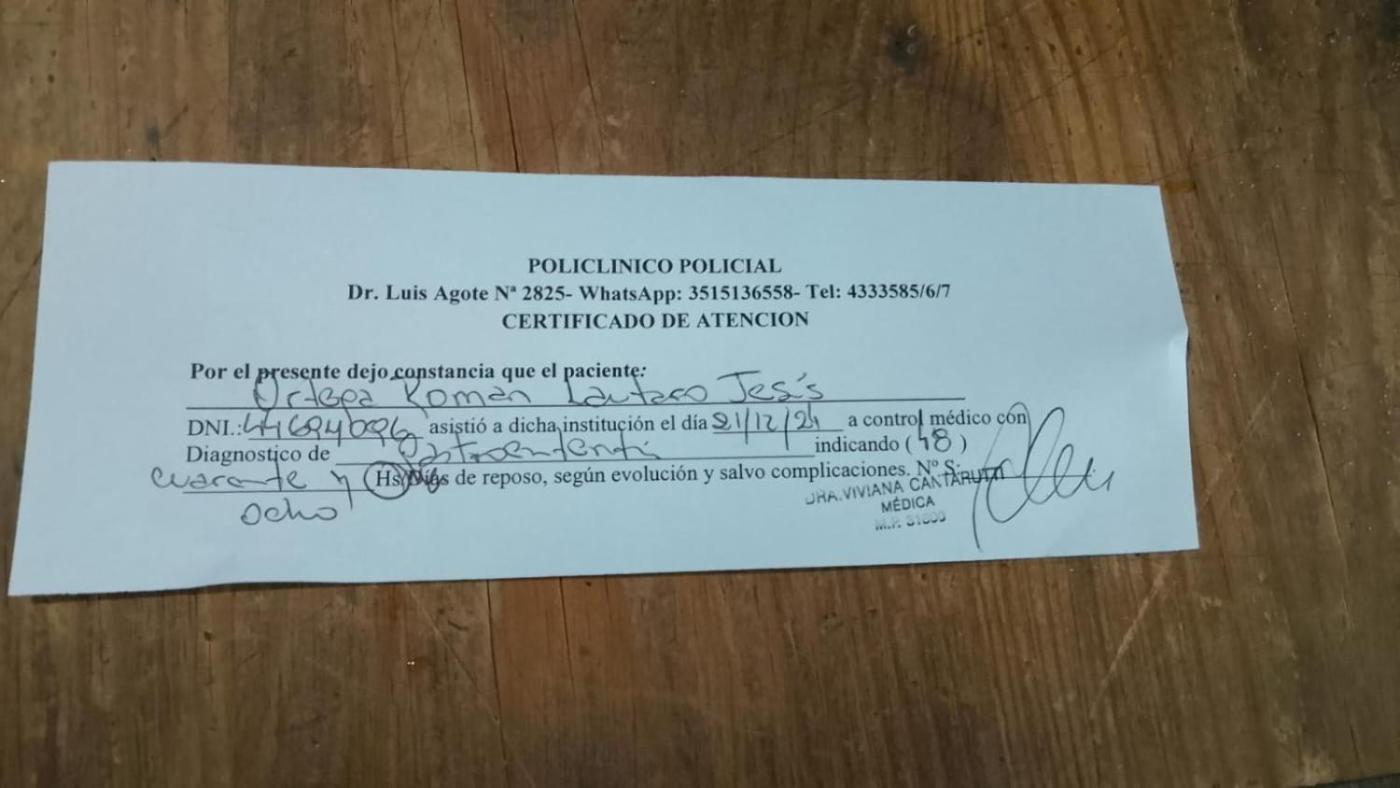 POLICLINICO POLICIAL
Dr. Luis Agote Nª 2825- WhatsApp: 3515136558- Tel: 4333585/6/7
CERTIFICADO DE ATENCION
Por el presente dejo constancia que el paciente:
Ortega Roman Lautaro Jesús
DNI.: asistió a dicha institución el día 21/12/24 a control médico con
Diagnostico de indicando ( 48 )
cuarenta y Hs/Días de reposo, según evolución y salvo complicaciones. Nº S:
ocho
DRA. VIVIANA CANTARUTTI
MÉDICA
M.P.